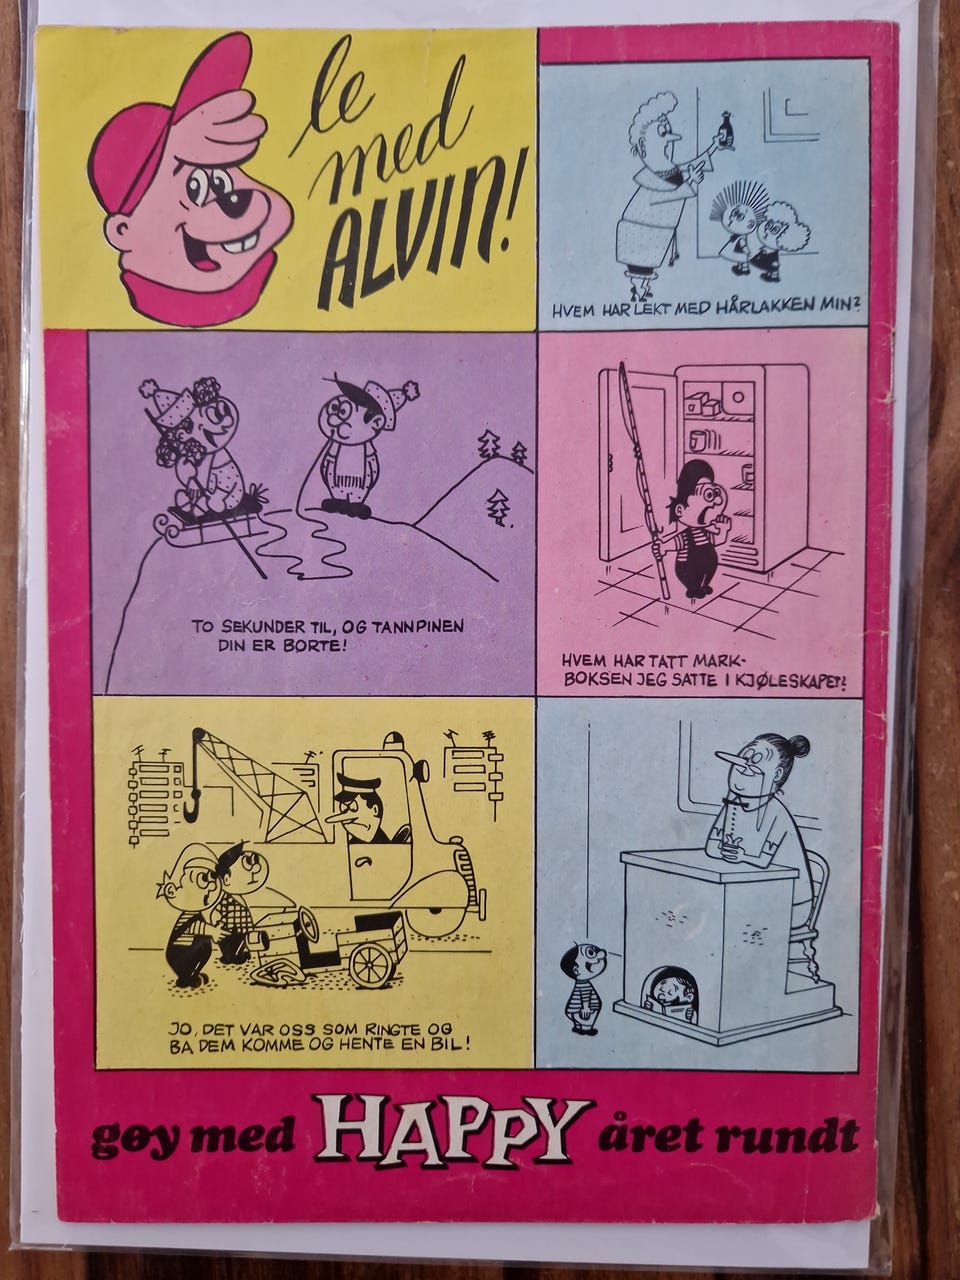 le
med
ALVIN!
HVEM HAR LEKT MED HÅRLAKKEN MIN?
TO SEKUNDER TIL, OG TANNPINEN
DIN ER BORTE!
HVEM HAR TATT MARK-
BOKSEN JEG SATTE I KJØLESKAPET?
JO, DET VAR OSS SOM RINGTE OG
BA DEM KOMME OG HENTE EN BIL!
gøy med HAPPY året rundt